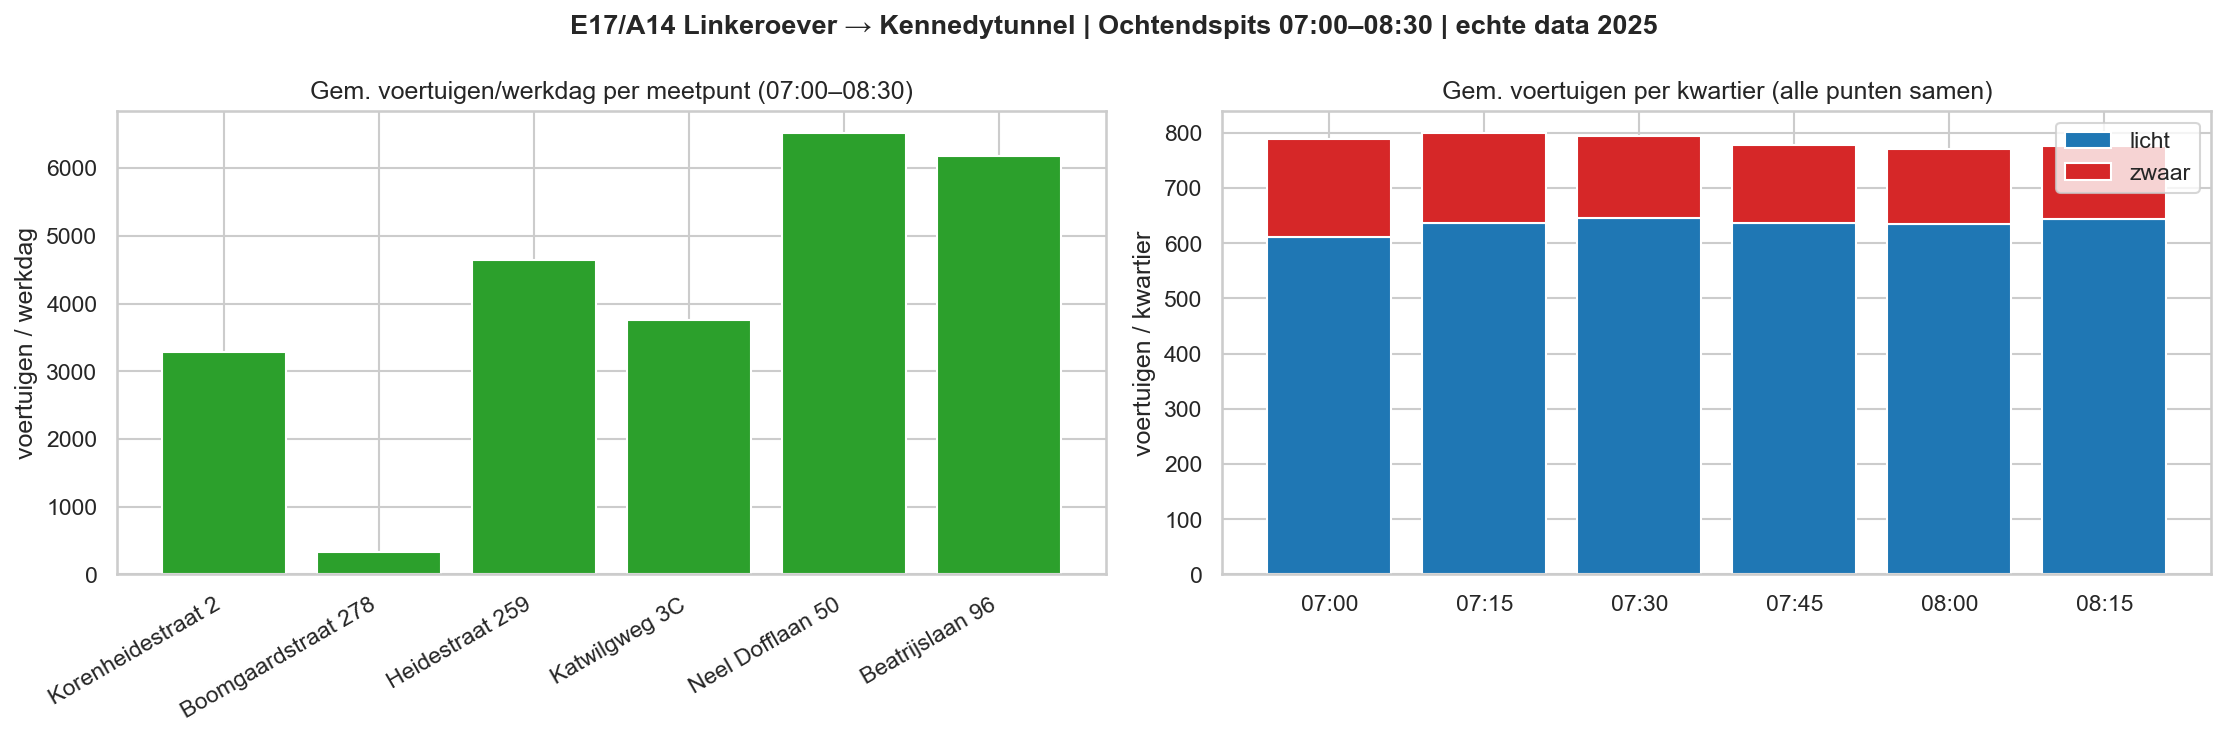 E17/A14 Linkeroever → Kennedytunnel | Ochtendspits 07:00–08:30 | echte data 2025
Gem. voertuigen/werkdag per meetpunt (07:00–08:30)
voertuigen / werkdag
6000
5000
4000
3000
2000
1000
0
Korenheidestraat 2
Boomgaardstraat 278
Heidestraat 259
Katwilgweg 3C
Neel Dofflaan 50
Beatrijslaan 96
Gem. voertuigen per kwartier (alle punten samen)
voertuigen / kwartier
800
700
600
500
400
300
200
100
0
07:00
07:15
07:30
07:45
08:00
08:15
licht
zwaar